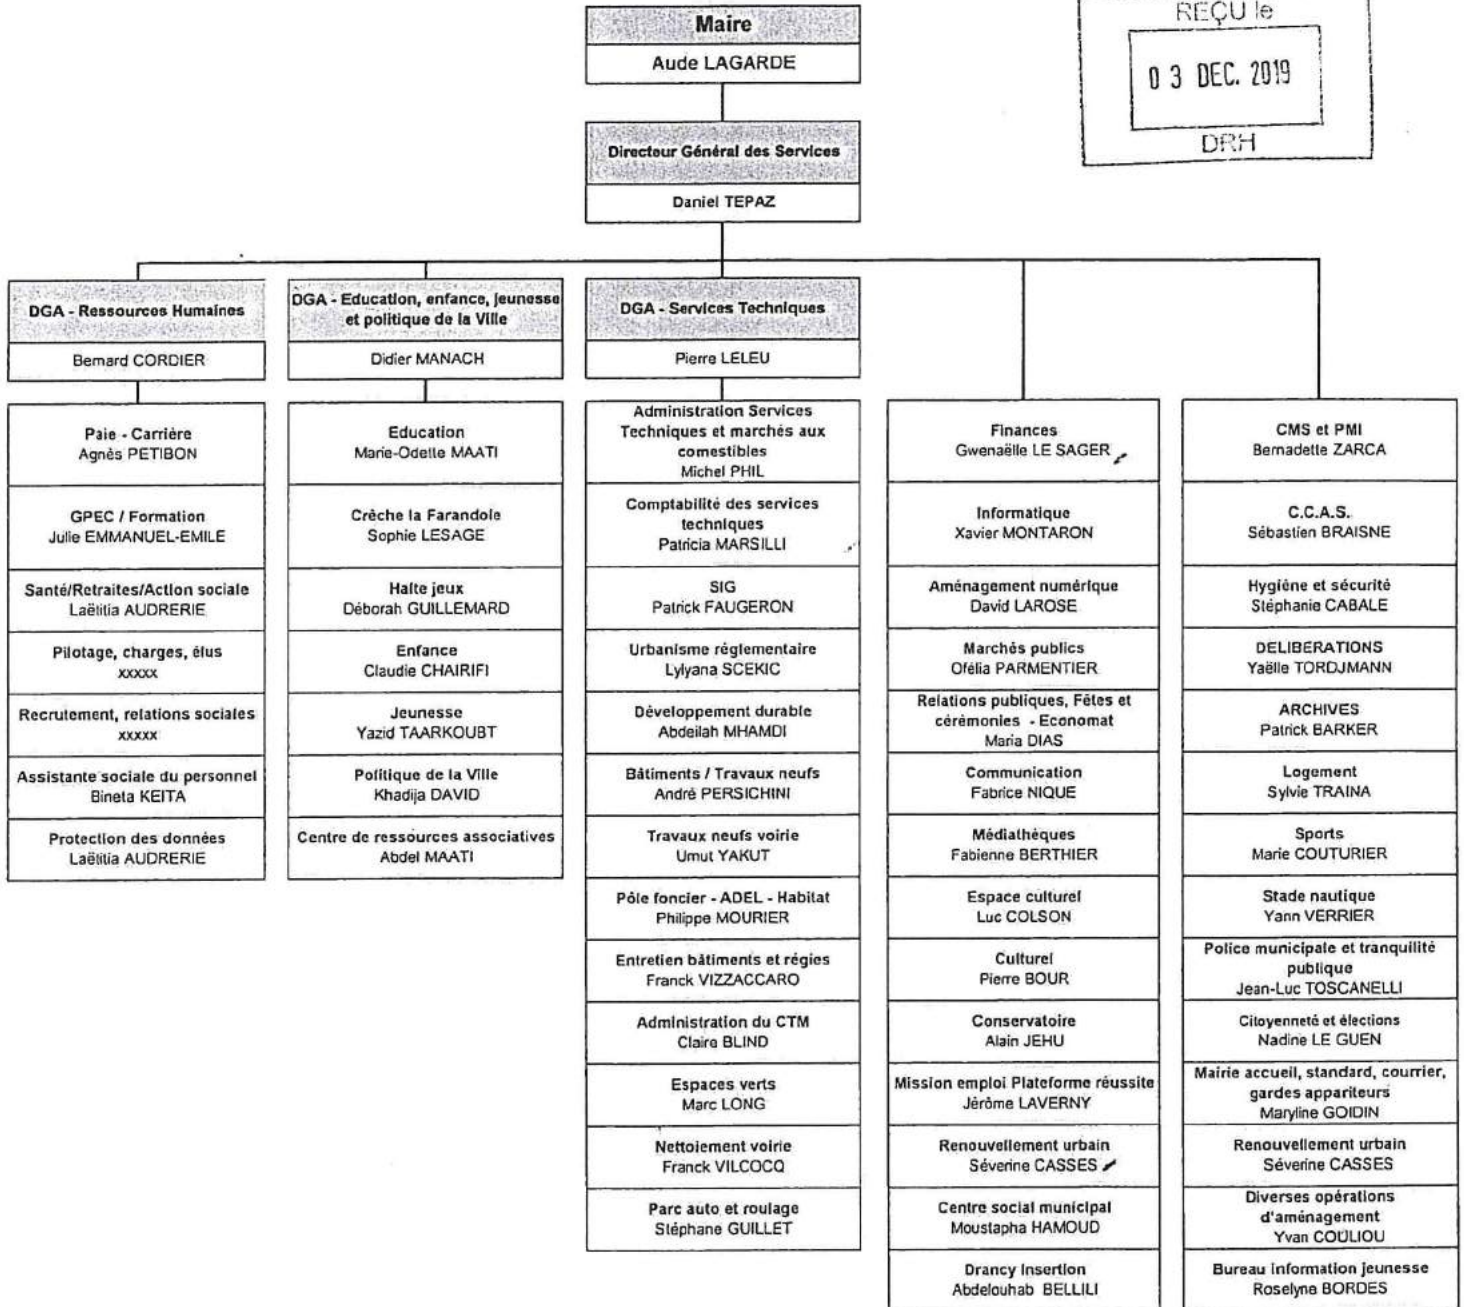 Maire
Aude LAGARDE
REÇU le
03 DEC. 2019
DRH
Directeur Général des Services
Daniel TEPAZ
DGA - Ressources Humaines
Bernard CORDIER
Paie - Carrière
Agnès PETIBON
GPEC / Formation
Julie EMMANUEL-EMILE
Santé/Retraites/Action sociale
Laëtitia AUDRERIE
Pilotage, charges, élus
xxxxx
Recrutement, relations sociales
xxxxx
Assistante sociale du personnel
Bineta KEITA
Protection des données
Laëtitia AUDRERIE
DGA - Education, enfance, jeunesse
et politique de la Ville
Didier MANACH
Education
Marie-Odette MAATI
Crèche la Farandole
Sophie LESAGE
Halte jeux
Déborah GUILLEMARD
Enfance
Claudie CHAIRIFI
Jeunesse
Yazid TAARKOUBT
Politique de la Ville
Khadija DAVID
Centre de ressources associatives
Abdel MAATI
DGA - Services Techniques
Pierre LELEU
Administration Services
Techniques et marchés aux
comestibles
Michel PHIL
Comptabilité des services
techniques
Patricia MARSILLI
SIG
Patrick FAUGERON
Urbanisme réglementaire
Lylyana SCEKIC
Développement durable
Abdeilah MHAMDI
Bâtiments / Travaux neufs
André PERSICHINI
Travaux neufs voirie
Umut YAKUT
Pôle foncier - ADEL - Habitat
Philippe MOURIER
Entretien bâtiments et régies
Franck VIZZACCARO
Administration du CTM
Claire BLIND
Espaces verts
Marc LONG
Nettoiement voirie
Franck VILCOCQ
Parc auto et roulage
Stéphane GUILLET
Finances
Gwenaëlle LE SAGER
Informatique
Xavier MONTARON
Aménagement numérique
David LAROSE
Marchés publics
Ofélia PARMENTIER
Relations publiques, Fêtes et
cérémonies - Economat
Maria DIAS
Communication
Fabrice NIQUE
Médiathèques
Fabienne BERTHIER
Espace culturel
Luc COLSON
Culturel
Pierre BOUR
Conservatoire
Alain JEHU
Mission emploi Plateforme réussite
Jérôme LAVERNY
Renouvellement urbain
Séverine CASSES
Centre social municipal
Moustapha HAMOUD
Drancy Insertion
Abdelouhab BELLILI
CMS et PMI
Bernadette ZARCA
C.C.A.S.
Sébastien BRAISNE
Hygiène et sécurité
Stéphanie CABALE
DELIBERATIONS
Yaëlle TORDJMANN
ARCHIVES
Patrick BARKER
Logement
Sylvie TRAINA
Sports
Marie COUTURIER
Stade nautique
Yann VERRIER
Police municipale et tranquilité
publique
Jean-Luc TOSCANELLI
Citoyenneté et élections
Nadine LE GUEN
Mairie accueil, standard, courrier,
gardes appariteurs
Maryline GOIDIN
Renouvellement urbain
Séverine CASSES
Diverses opérations
d'aménagement
Yvan COULIOU
Bureau information jeunesse
Roselyne BORDES